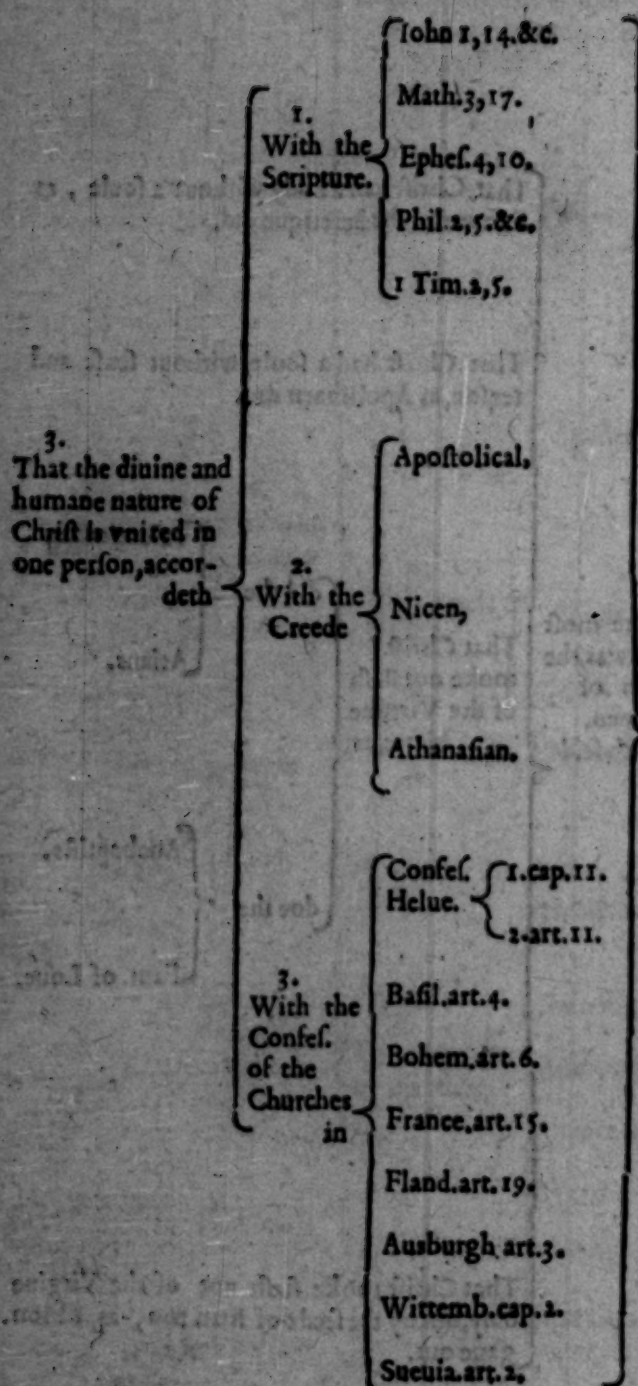 3.
That the diuine and
humane nature of
Chriſt is vnited in
one perſon, accor-
deth
1.
With the
Scripture.
Iohn 1,14.&c.
Math.3,17.
Epheſ.4,10.
Phil.2,5.&c.
1 Tim.2,5.
2.
With the
Creede
Apoſtolical,
Nicen,
Athanaſian.
3.
With the
Confeſ.
of the
Churches
in
Confeſ.
Helue.
1.cap.11.
2.art.11.
Baſil.art.4.
Bohem.art.6.
France.art.15.
Fland.art.19.
Ausburgh art.3.
Wittemb.cap.2.
Sueuia.art.2.